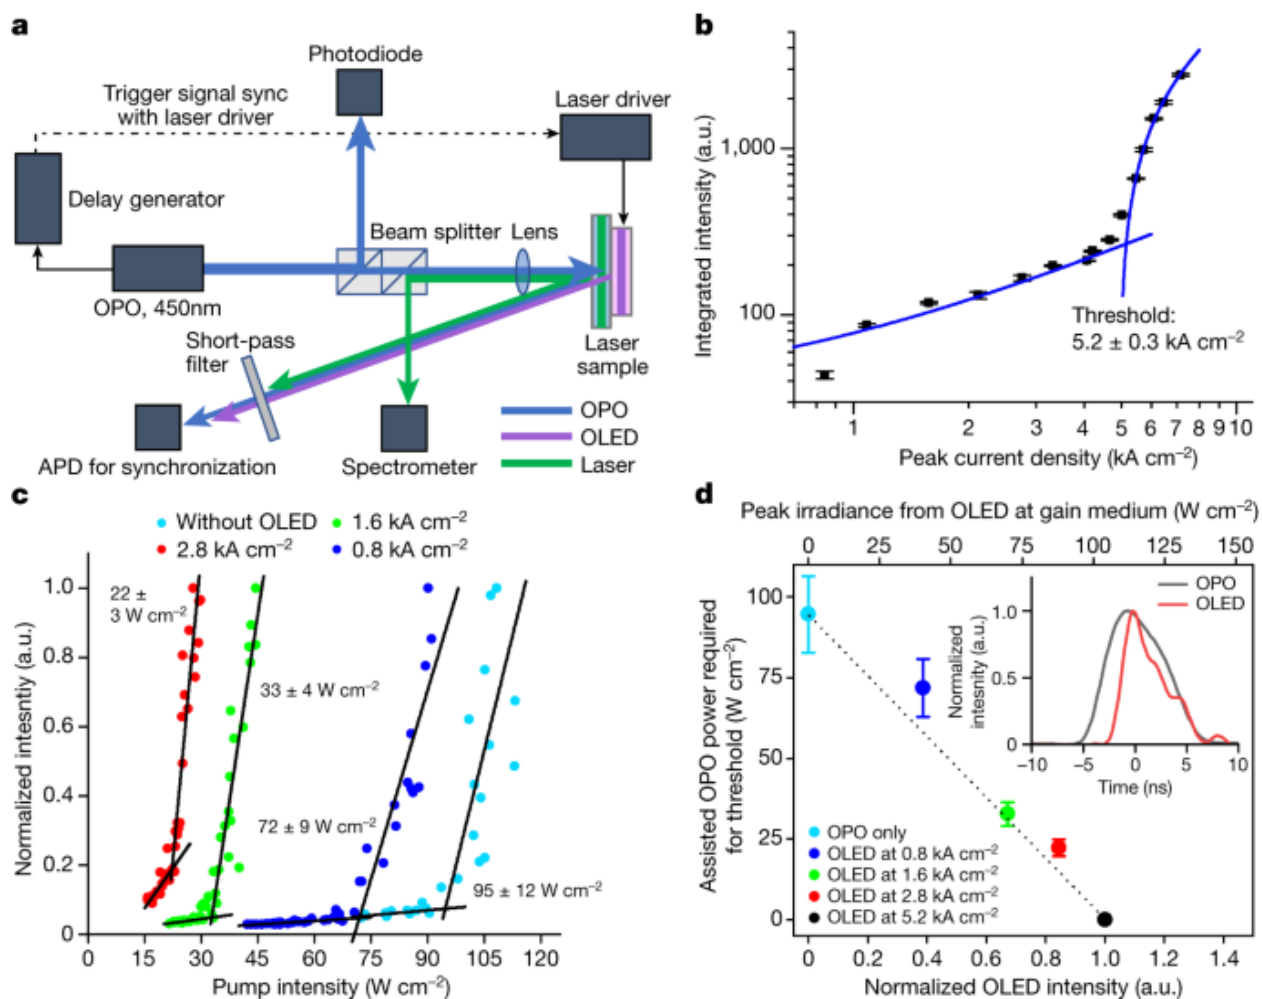 a
Photodiode
Trigger signal sync
with laser driver
Laser driver
Delay generator
Beam splitter
Lens
OPO, 450nm
Short-pass
filter
Laser
sample
OPO
OLED
Laser
APD for synchronization
Spectrometer
b
Integrated intensity (a.u.)
1,000
100
Threshold:
5.2 ± 0.3 kA cm−2
1 2 3 4 5 6 7 8 9 10
Peak current density (kA cm−2)
c
Without OLED
1.6 kA cm−2
2.8 kA cm−2
0.8 kA cm−2
Normalized intesntiy (a.u.)
1.0
0.8
0.6
0.4
0.2
0
22 ±
3 W cm−2
33 ± 4 W cm−2
72 ± 9 W cm−2
95 ± 12 W cm−2
0 15 30 45 60 75 90 105 120
Pump intensity (W cm−2)
d
Peak irradiance from OLED at gain medium (W cm−2)
0 25 50 75 100 125 150
Assisted OPO power required
for threshold (W cm−2)
100
75
50
25
0
OPO
OLED
Normalized
intesnity (a.u.)
1.0
0.5
0
−10 −5 0 5 10
Time (ns)
OPO only
OLED at 0.8 kA cm−2
OLED at 1.6 kA cm−2
OLED at 2.8 kA cm−2
OLED at 5.2 kA cm−2
0 0.2 0.4 0.6 0.8 1.0 1.2 1.4
Normalized OLED intensity (a.u.)